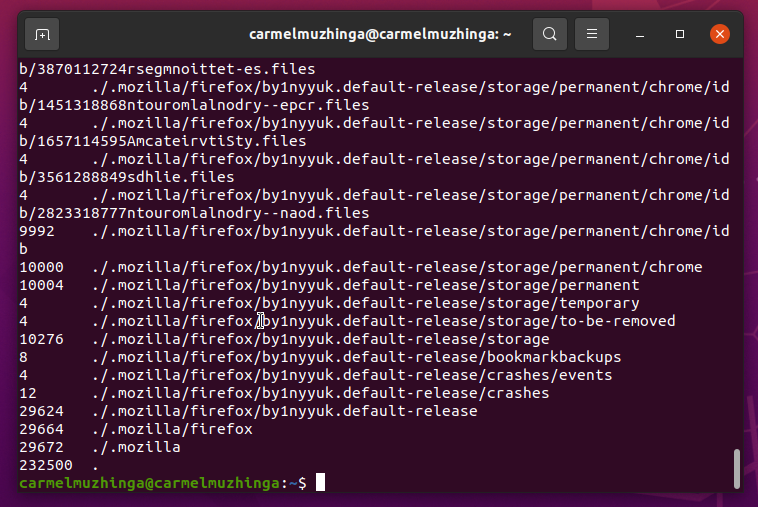 carmelmuzhinga@carmelmuzhinga: ~
b/3870112724rsegmnoittet-es.files
4 ./.mozilla/firefox/by1nyyuk.default-release/storage/permanent/chrome/id
b/1451318868ntouromlalnodry--epcr.files
4 ./.mozilla/firefox/by1nyyuk.default-release/storage/permanent/chrome/id
b/1657114595AmcateirvtiSty.files
4 ./.mozilla/firefox/by1nyyuk.default-release/storage/permanent/chrome/id
b/3561288849sdhlie.files
4 ./.mozilla/firefox/by1nyyuk.default-release/storage/permanent/chrome/id
b/2823318777ntouromlalnodry--naod.files
9992 ./.mozilla/firefox/by1nyyuk.default-release/storage/permanent/chrome/id
b
10000 ./.mozilla/firefox/by1nyyuk.default-release/storage/permanent/chrome
10004 ./.mozilla/firefox/by1nyyuk.default-release/storage/permanent
4 ./.mozilla/firefox/by1nyyuk.default-release/storage/temporary
4 ./.mozilla/firefox/by1nyyuk.default-release/storage/to-be-removed
10276 ./.mozilla/firefox/by1nyyuk.default-release/storage
8 ./.mozilla/firefox/by1nyyuk.default-release/bookmarkbackups
4 ./.mozilla/firefox/by1nyyuk.default-release/crashes/events
12 ./.mozilla/firefox/by1nyyuk.default-release/crashes
29624 ./.mozilla/firefox/by1nyyuk.default-release
29664 ./.mozilla/firefox
29672 ./.mozilla
232500 .
carmelmuzhinga@carmelmuzhinga:~$